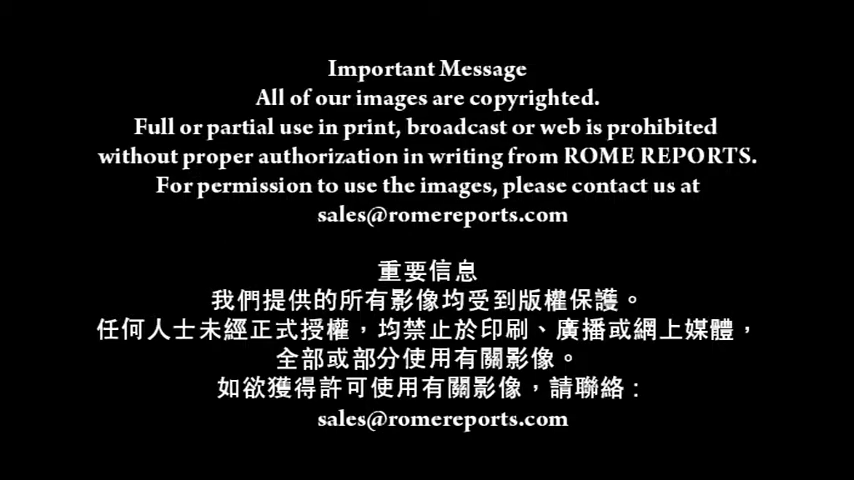 Important Message
All of our images are copyrighted.
Full or partial use in print, broadcast or web is prohibited
without proper authorization in writing from ROME REPORTS.
For permission to use the images, please contact us at
sales@romereports.com
重要信息
我們提供的所有影像均受到版權保護。
任何人士未經正式授權，均禁止於印刷、廣播或網上媒體，
全部或部分使用有關影像。
如欲獲得許可使用有關影像，請聯絡：
sales@romereports.com